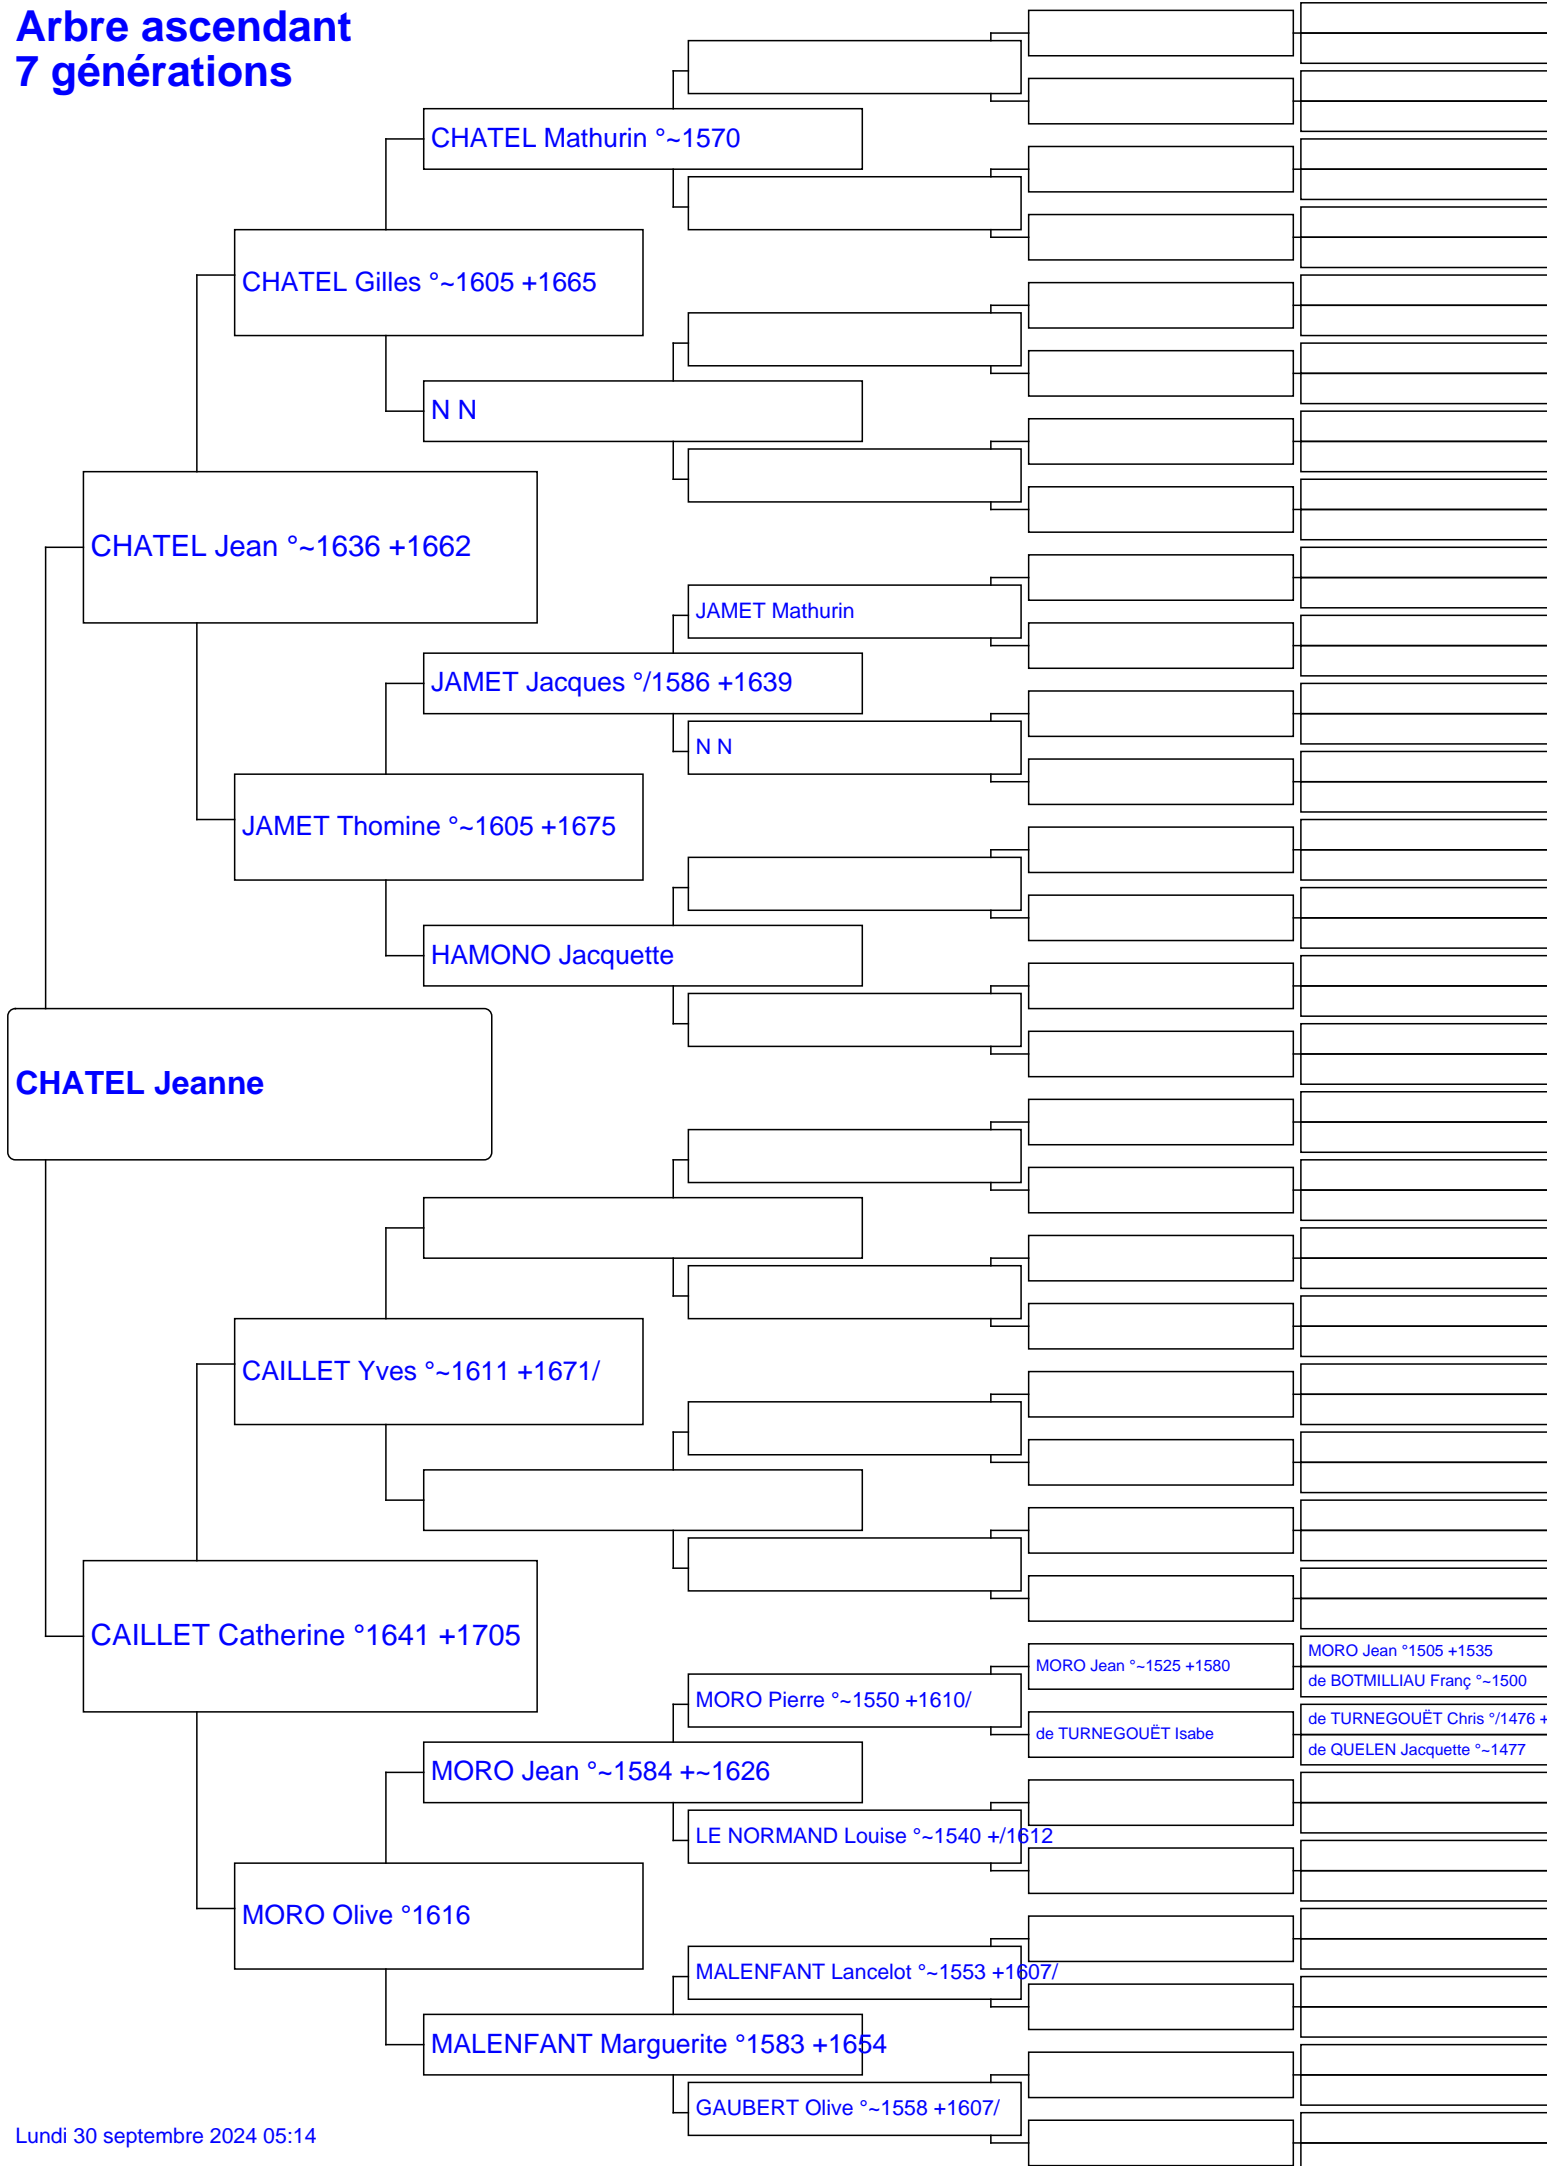 Arbre ascendant
7 générations
CHATEL Mathurin °~1570
CHATEL Gilles °~1605 +1665
N N
CHATEL Jean °~1636 +1662
JAMET Mathurin
JAMET Jacques °/1586 +1639
N N
JAMET Thomine °~1605 +1675
HAMONO Jacquette
CHATEL Jeanne
CAILLET Yves °~1611 +1671/
CAILLET Catherine °1641 +1705
MORO Jean °1505 +1535
MORO Jean °~1525 +1580
de BOTMILLIAU Franç °~1500
MORO Pierre °~1550 +1610/
de TURNEGOUËT Chris °/1476 +
de TURNEGOUËT Isabe
de QUELEN Jacquette °~1477
MORO Jean °~1584 +~1626
LE NORMAND Louise °~1540 +/1612
MORO Olive °1616
MALENFANT Lancelot °~1553 +1607/
MALENFANT Marguerite °1583 +1654
GAUBERT Olive °~1558 +1607/
Lundi 30 septembre 2024 05:14